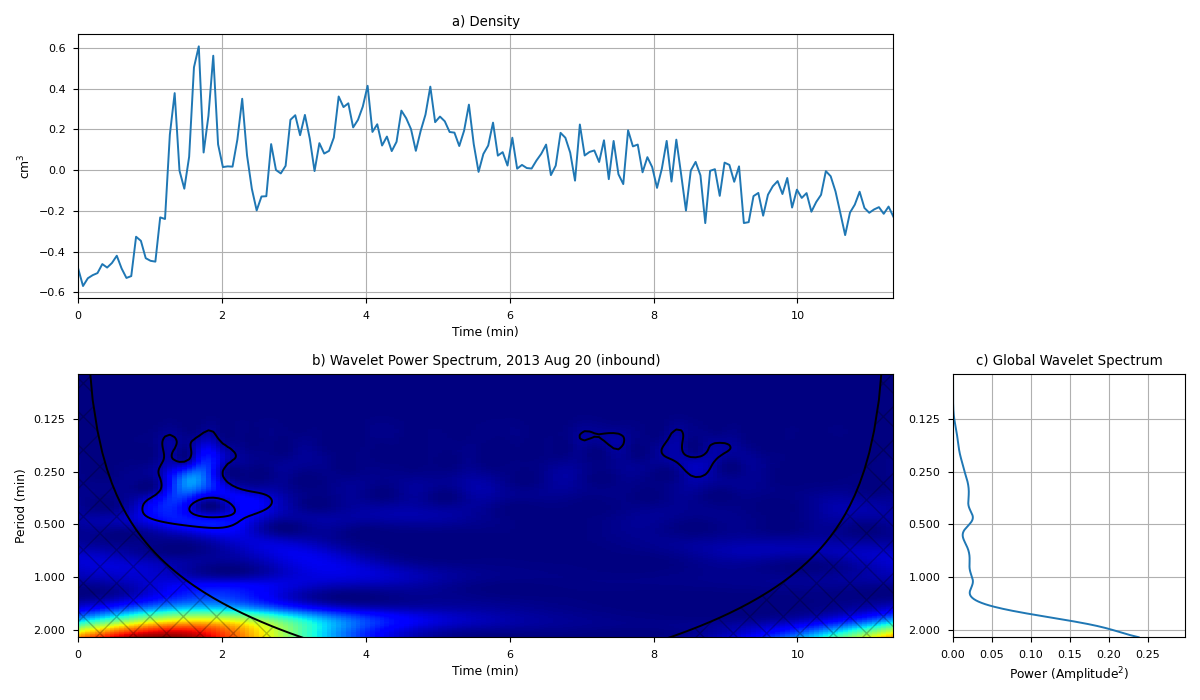 a) Density
0.6
0.4
0.2
0.0
−0.2
−0.4
−0.6
cm³
0 2 4 6 8 10
Time (min)
b) Wavelet Power Spectrum, 2013 Aug 20 (inbound)
0.125
0.250
0.500
1.000
2.000
Period (min)
0 2 4 6 8 10
Time (min)
c) Global Wavelet Spectrum
0.125
0.250
0.500
1.000
2.000
0.00 0.05 0.10 0.15 0.20 0.25
Power (Amplitude²)